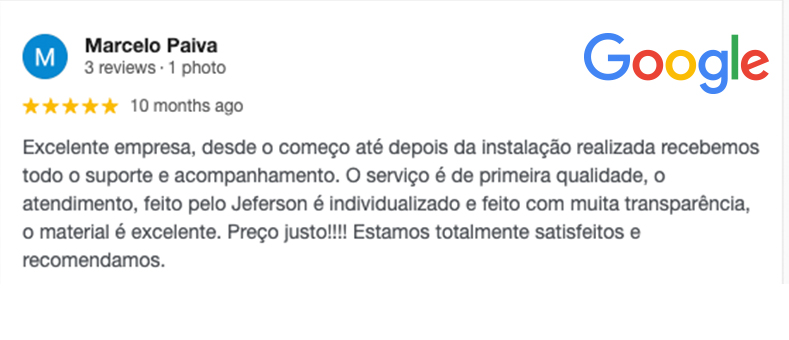 Marcelo Paiva
Google
3 reviews · 1 photo
M
★★★★★ 10 months ago
Excelente empresa, desde o começo até depois da instalação realizada recebemos
todo o suporte e acompanhamento. O serviço é de primeira qualidade, o
atendimento, feito pelo Jeferson é individualizado e feito com muita transparência,
o material é excelente. Preço justo!!!! Estamos totalmente satisfeitos e
recomendamos.